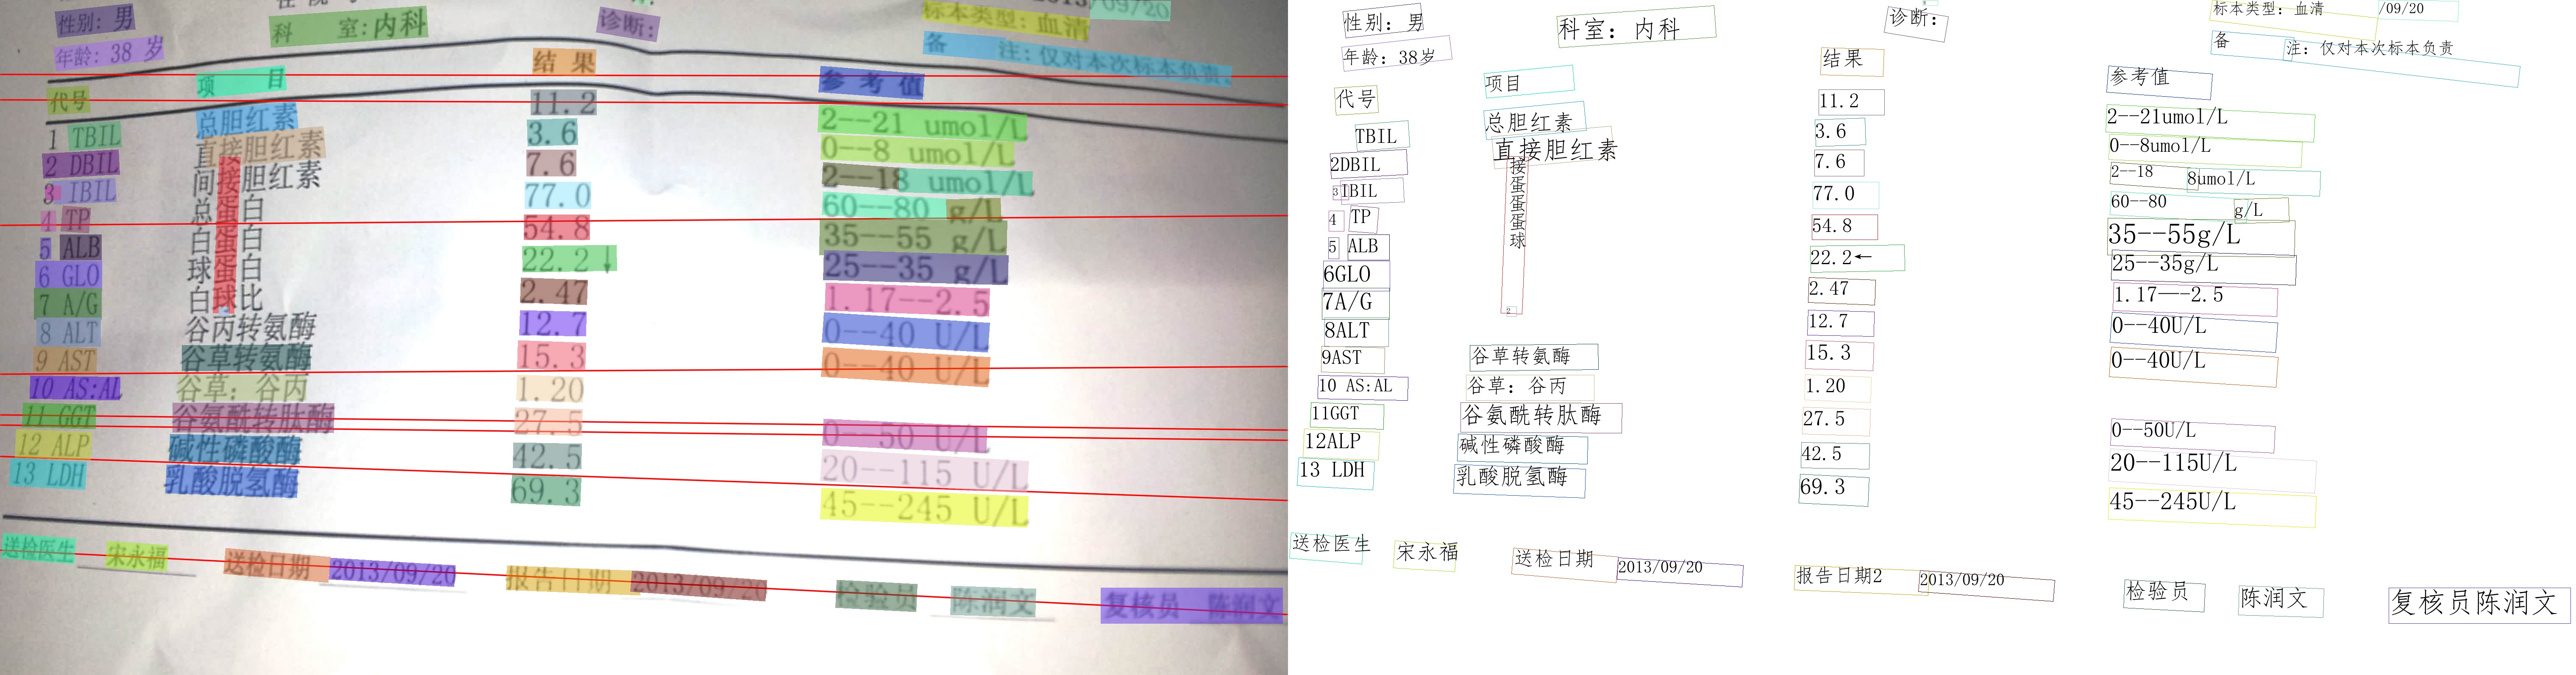 性别: 男
科 室: 内科
诊断:
标本类型: 血清
/09/20
年龄: 38 岁
备 注: 仅对本次标本负责.
代号 项 目 结 果 参 考 值
1 TBIL 总胆红素 11.2 2--21 umol/L
2 DBIL 直接胆红素 3.6 0--8 umol/L
3 IBIL 间接胆红素 7.6 2--18 umol/L
4 TP 总蛋白 77.0 60--80 g/L
5 ALB 白蛋白 54.8 35--55 g/L
6 GLO 球蛋白 22.2↓ 25--35 g/L
7 A/G 白球比 2.47 1.17--2.5
8 ALT 谷丙转氨酶 12.7 0--40 U/L
9 AST 谷草转氨酶 15.3 0--40 U/L
10 AS:AL 谷草: 谷丙 1.20
11 GGT 谷氨酰转肽酶 27.5 0--50 U/L
12 ALP 碱性磷酸酶 42.5 20--115 U/L
13 LDH 乳酸脱氢酶 69.3 45--245 U/L
送检医生 宋永福 送检日期 2013/09/20 报告日期 2013/09/20 检验员 陈润文 复核员 陈润文
性别: 男
科室: 内科
诊断:
标本类型: 血清
/09/20
年龄: 38岁
备
注: 仅对本次标本负责
代号 项目 结果 参考值
TBIL 总胆红素 11.2 2--21umol/L
2DBIL 直接胆红素 3.6 0--8umol/L
3 IBIL 接蛋蛋蛋球 7.6 2--18 8umol/L
4 TP 77.0 60--80 g/L
5 ALB 54.8 35--55g/L
6GLO 22.2← 25--35g/L
7A/G 2.47 1.17--2.5
8ALT 2 12.7 0--40U/L
9AST 谷草转氨酶 15.3 0--40U/L
10 AS:AL 谷草: 谷丙 1.20
11GGT 谷氨酰转肽酶 27.5 0--50U/L
12ALP 碱性磷酸酶 42.5 20--115U/L
13 LDH 乳酸脱氢酶 69.3 45--245U/L
送检医生 宋永福 送检日期 2013/09/20 报告日期2 2013/09/20 检验员 陈润文 复核员陈润文